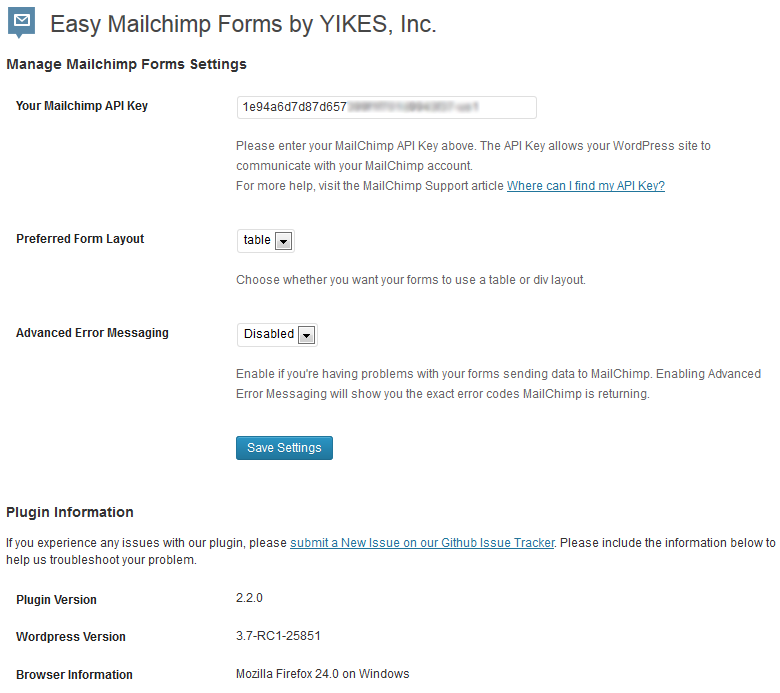 Easy Mailchimp Forms by YIKES, Inc.
Manage Mailchimp Forms Settings
Your Mailchimp API Key
1e94a6d7d87d657
Please enter your MailChimp API Key above. The API Key allows your WordPress site to
communicate with your MailChimp account.
For more help, visit the MailChimp Support article Where can I find my API Key?
Preferred Form Layout
table
Choose whether you want your forms to use a table or div layout.
Advanced Error Messaging
Disabled
Enable if you're having problems with your forms sending data to MailChimp. Enabling Advanced
Error Messaging will show you the exact error codes MailChimp is returning.
Save Settings
Plugin Information
If you experience any issues with our plugin, please submit a New Issue on our Github Issue Tracker. Please include the information below to
help us troubleshoot your problem.
Plugin Version
2.2.0
Wordpress Version
3.7-RC1-25851
Browser Information
Mozilla Firefox 24.0 on Windows